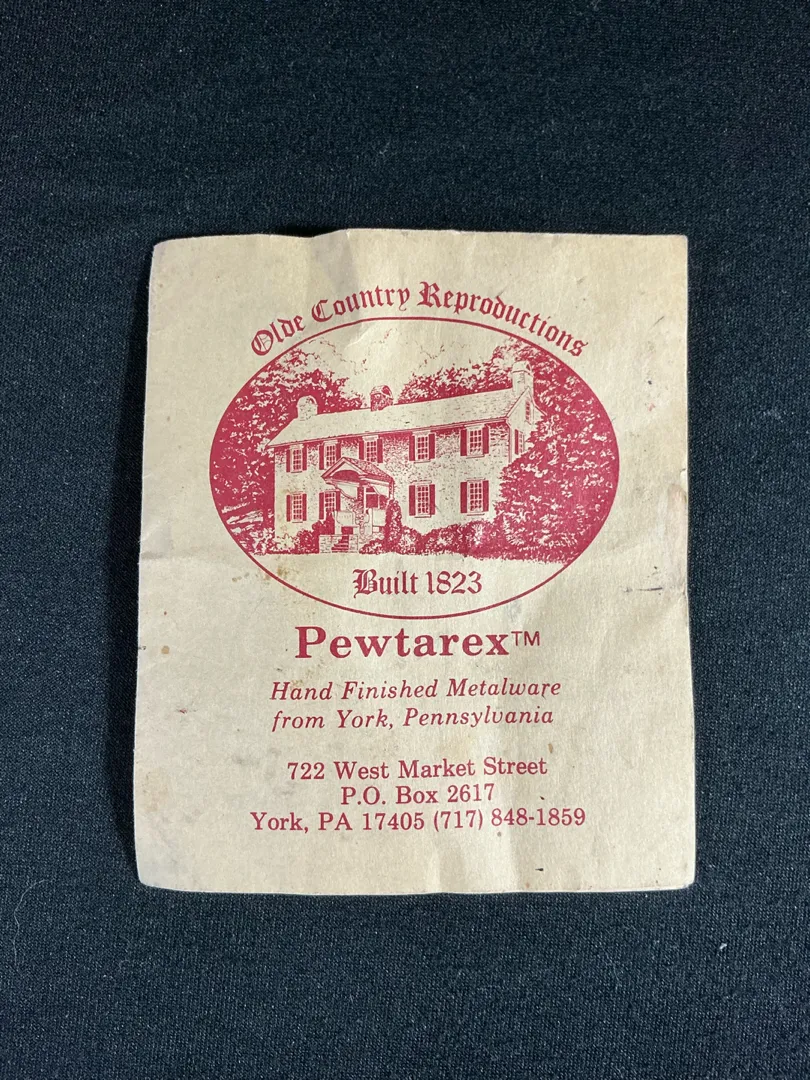 Olde Country Reproductions
Built 1823
Pewtarex™
Hand Finished Metalware
from York, Pennsylvania
722 West Market Street
P.O. Box 2617
York, PA 17405 (717) 848-1859